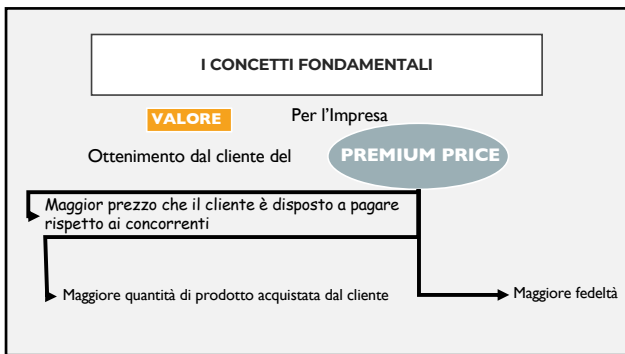 I CONCETTI FONDAMENTALI
VALORE Per l'Impresa
Ottenimento dal cliente del PREMIUM PRICE
Maggior prezzo che il cliente è disposto a pagare
rispetto ai concorrenti
Maggiore quantità di prodotto acquistata dal cliente
Maggiore fedeltà